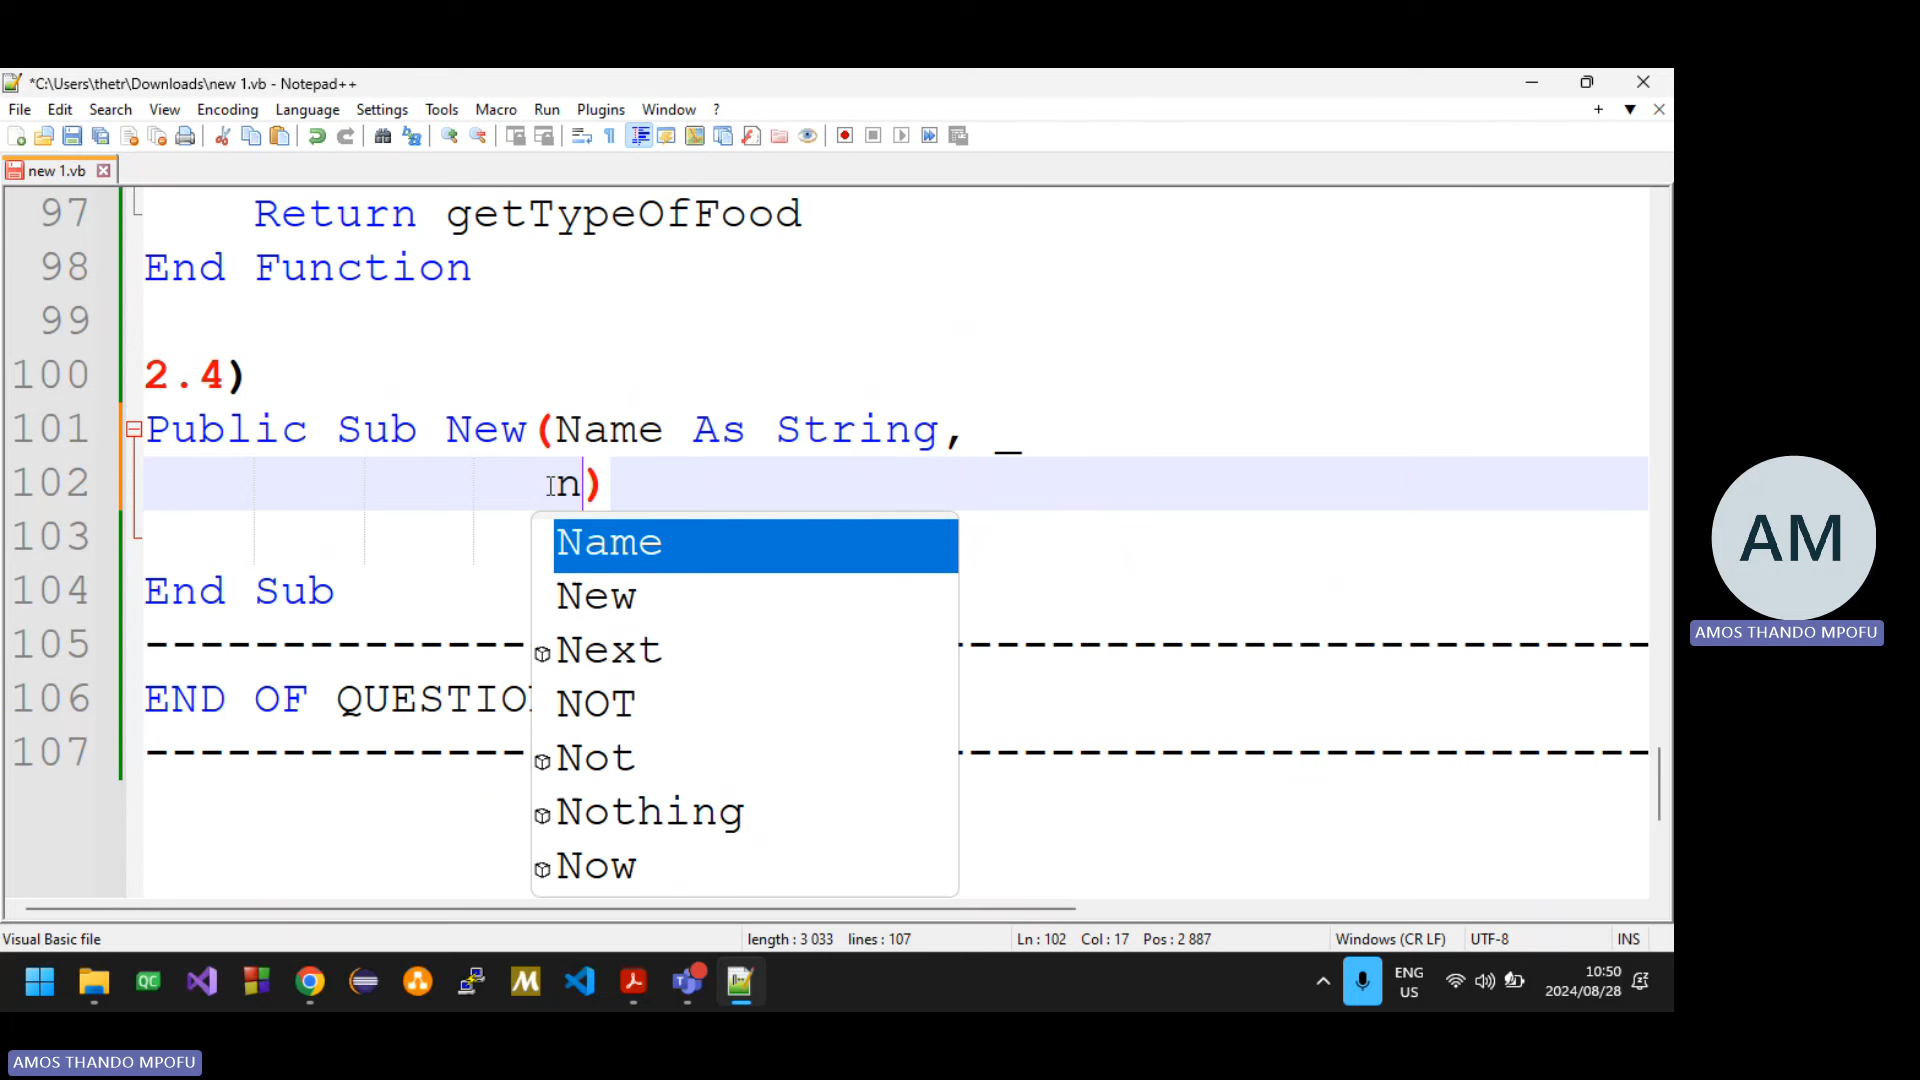 *C:\Users\thetr\Downloads\new 1.vb - Notepad++
File Edit Search View Encoding Language Settings Tools Macro Run Plugins Window ?
new 1.vb
97 Return getTypeOfFood
98 End Function
99
100 2.4)
101 Public Sub New(Name As String, _
102 n)
103
104 End Sub
105 --------------------------------------------------------
106 END OF QUESTIO
107 --------------------------------------------------------
Name
New
Next
NOT
Not
Nothing
Now
AM
AMOS THANDO MPOFU
Visual Basic file length : 3 033 lines : 107 Ln : 102 Col : 17 Pos : 2 887 Windows (CR LF) UTF-8 INS
QC
ENG
US
10:50
2024/08/28
AMOS THANDO MPOFU